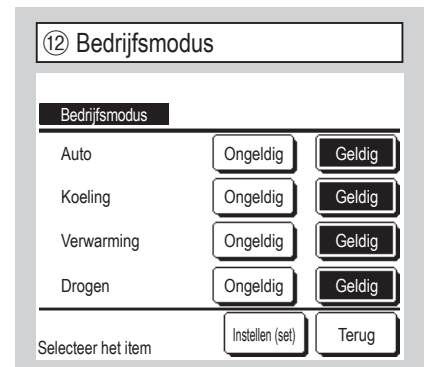 ⑫ Bedrijfsmodus
Bedrijfsmodus
Auto Ongeldig Geldig
Koeling Ongeldig Geldig
Verwarming Ongeldig Geldig
Drogen Ongeldig Geldig
Selecteer het item Instellen (set) Terug